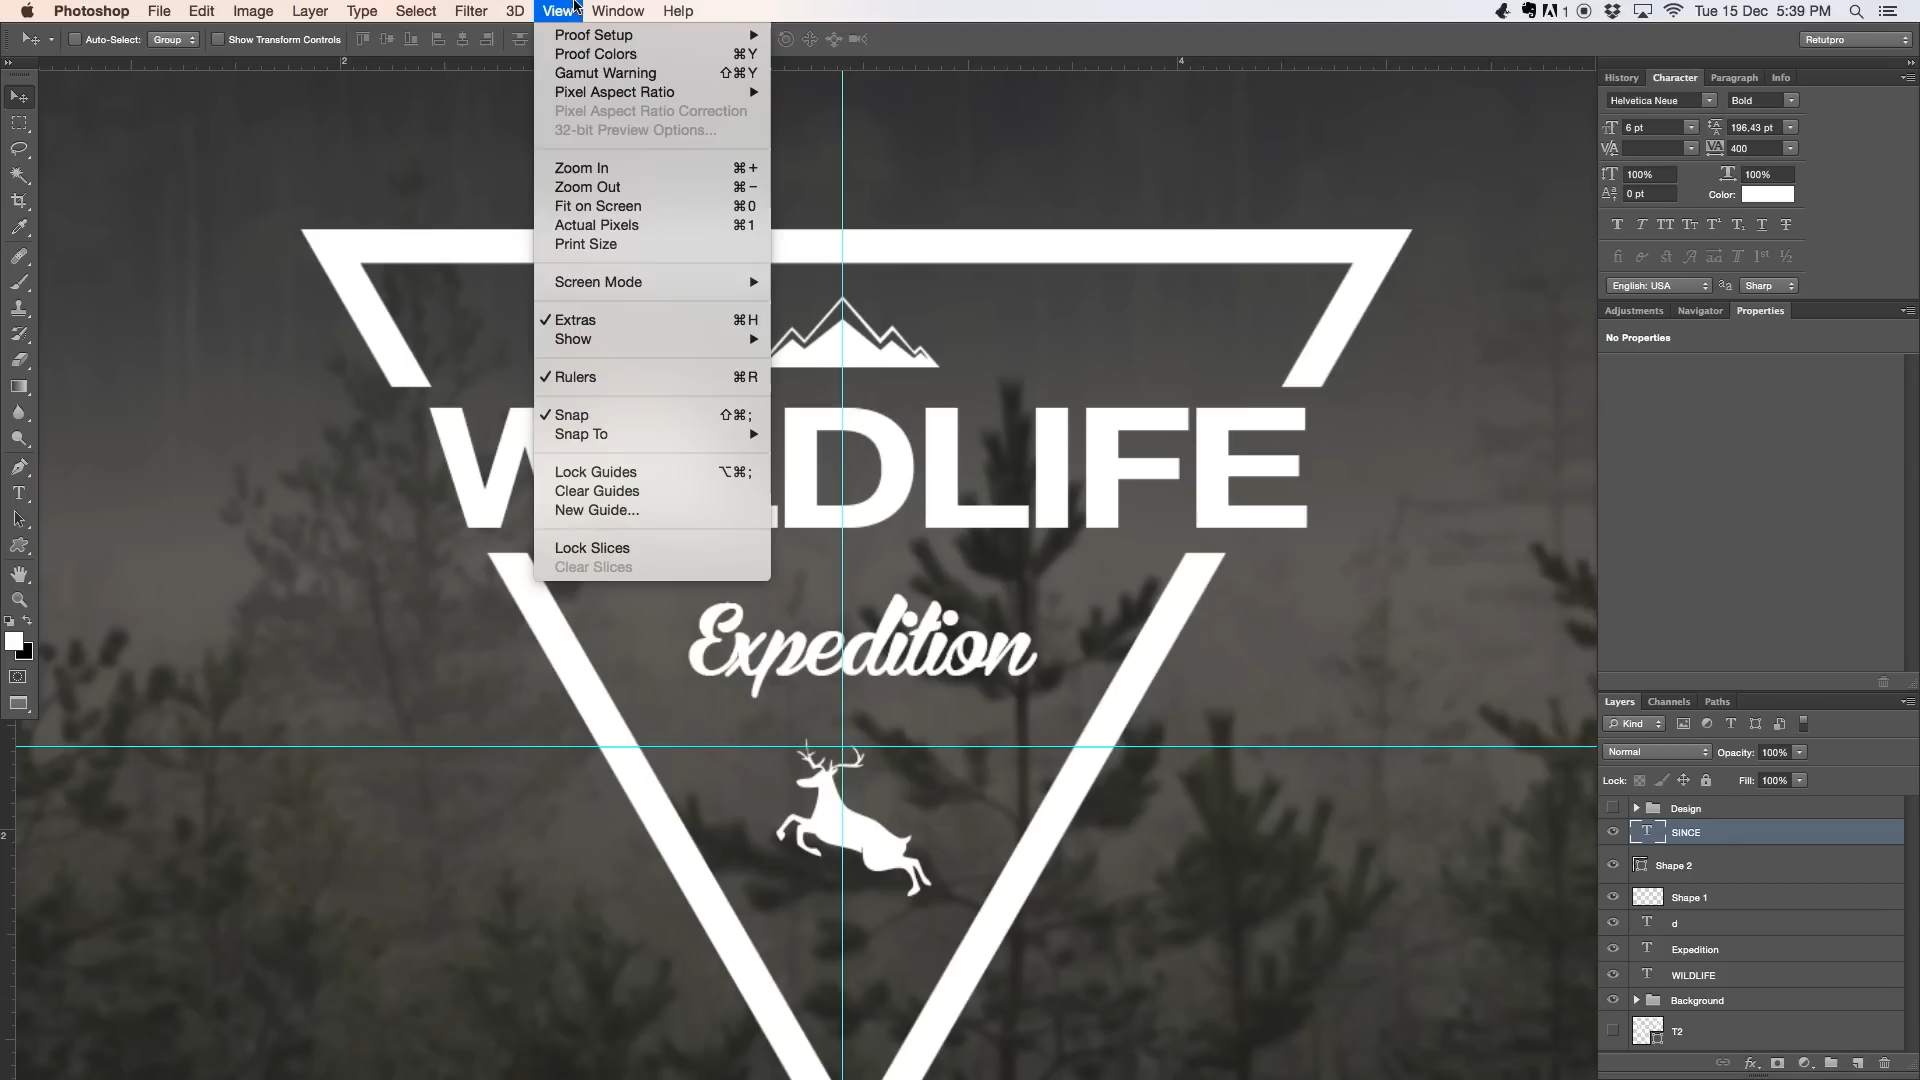 Photoshop File Edit Image Layer Type Select Filter 3D View Window Help
1 Tue 15 Dec 5:39 PM
Auto-Select: Group Show Transform Controls
Retutpro
2 4
Proof Setup
Proof Colors ⌘Y
Gamut Warning ⇧⌘Y
Pixel Aspect Ratio
Pixel Aspect Ratio Correction
32-bit Preview Options...
Zoom In ⌘+
Zoom Out ⌘−
Fit on Screen ⌘0
Actual Pixels ⌘1
Print Size
Screen Mode
✓ Extras ⌘H
Show
✓ Rulers ⌘R
✓ Snap ⇧⌘;
Snap To
Lock Guides ⌥⌘;
Clear Guides
New Guide...
Lock Slices
Clear Slices
WILDLIFE
Expedition
2
History Character Paragraph Info
Helvetica Neue Bold
6 pt 196,43 pt
400
100% 100%
0 pt Color:
English: USA Sharp
Adjustments Navigator Properties
No Properties
Layers Channels Paths
Kind
Normal Opacity: 100%
Lock: Fill: 100%
Design
SINCE
Shape 2
Shape 1
d
Expedition
WILDLIFE
Background
T2